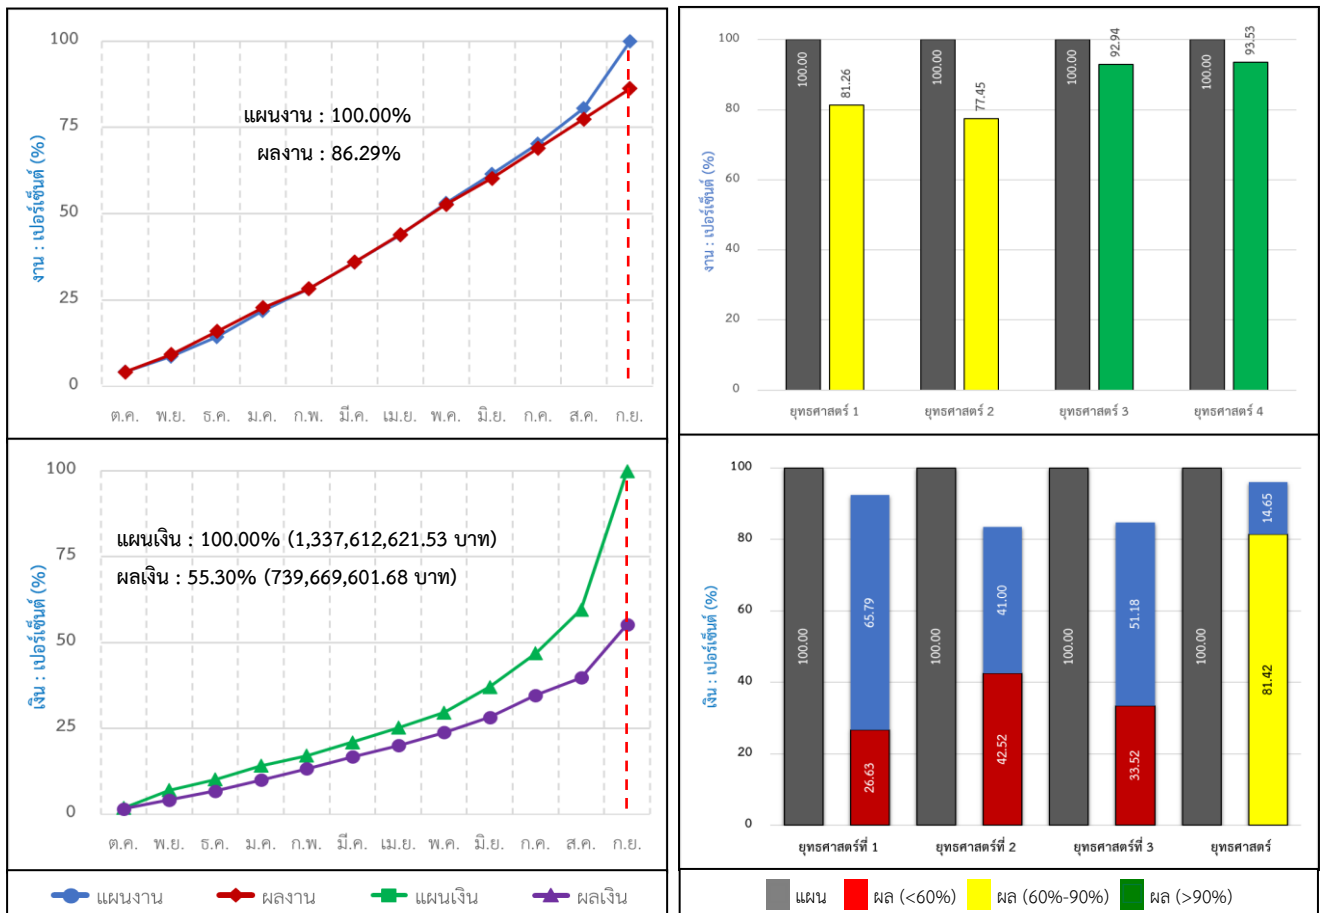 100
75
50
25
0
งาน : เปอร์เซ็นต์ (%)
แผนงาน : 100.00%
ผลงาน : 86.29%
ต.ค. พ.ย. ธ.ค. ม.ค. ก.พ. มี.ค. เม.ย. พ.ค. มิ.ย. ก.ค. ส.ค. ก.ย.
100
80
60
40
20
0
งาน : เปอร์เซ็นต์ (%)
100.00 81.26 100.00 77.45 100.00 92.94 100.00 93.53
ยุทธศาสตร์ 1 ยุทธศาสตร์ 2 ยุทธศาสตร์ 3 ยุทธศาสตร์ 4
100
75
50
25
0
เงิน : เปอร์เซ็นต์ (%)
แผนเงิน : 100.00% (1,337,612,621.53 บาท)
ผลเงิน : 55.30% (739,669,601.68 บาท)
ต.ค. พ.ย. ธ.ค. ม.ค. ก.พ. มี.ค. เม.ย. พ.ค. มิ.ย. ก.ค. ส.ค. ก.ย.
แผนงาน ผลงาน แผนเงิน ผลเงิน
100
80
60
40
20
0
เงิน : เปอร์เซ็นต์ (%)
100.00 65.79 26.63 100.00 41.00 42.52 100.00 51.18 33.52 100.00 14.65 81.42
ยุทธศาสตร์ที่ 1 ยุทธศาสตร์ที่ 2 ยุทธศาสตร์ที่ 3 ยุทธศาสตร์
แผน ผล (<60%) ผล (60%-90%) ผล (>90%)